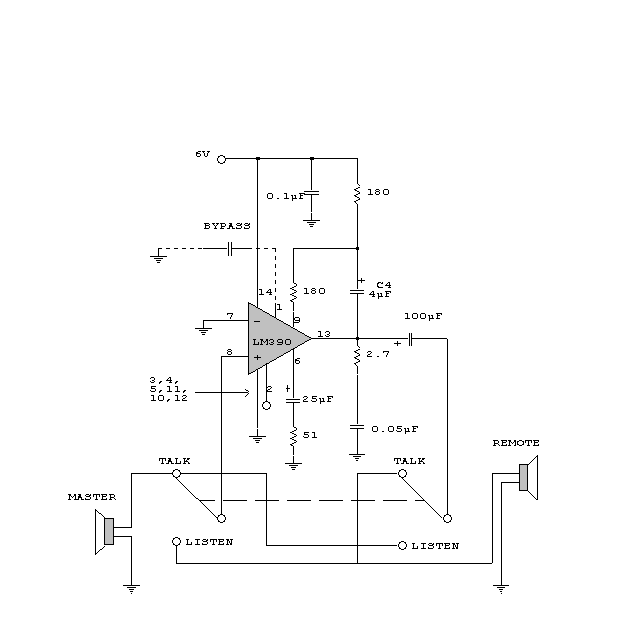 6V
0.1µF
180
BYPASS
C4
4µF
14
1
180
9
100µF
7
−
13
+
LM390
2.7
8
+
6
3,4,
5,11,
10,12
2
+
25µF
51
0.05µF
REMOTE
TALK
TALK
MASTER
LISTEN
LISTEN
+